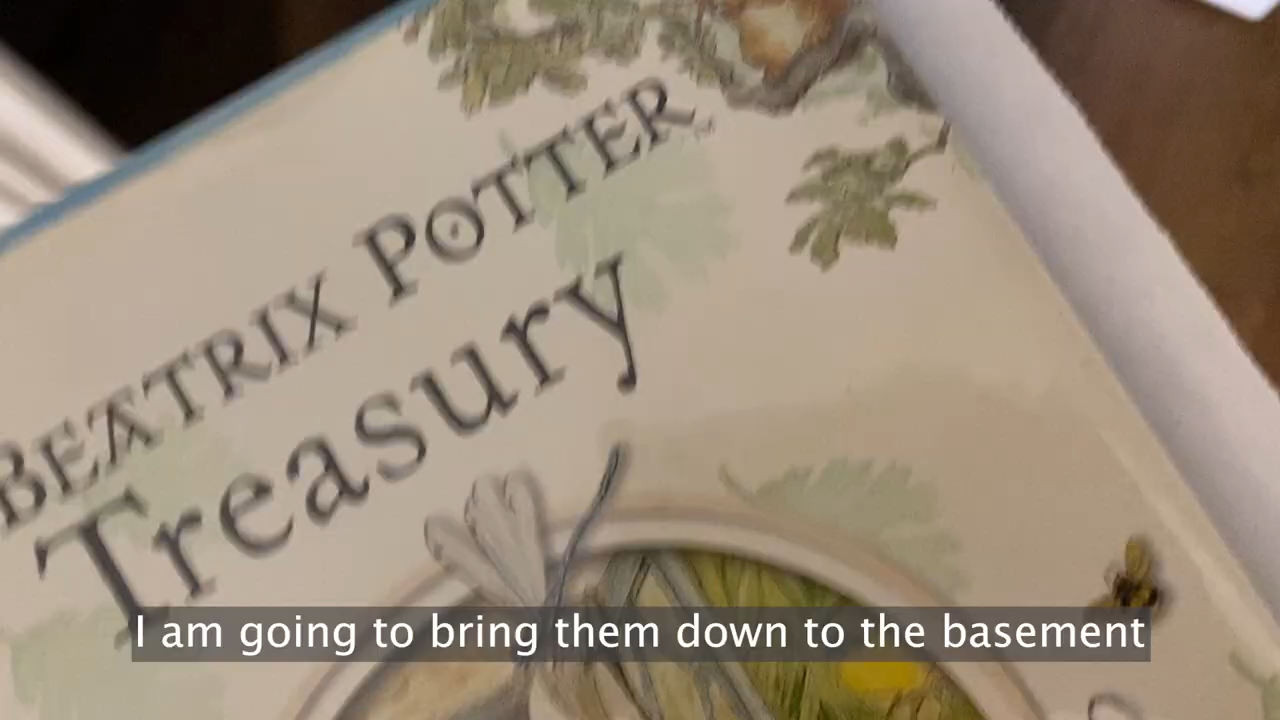 BEATRIX POTTER
Treasury
I am going to bring them down to the basement